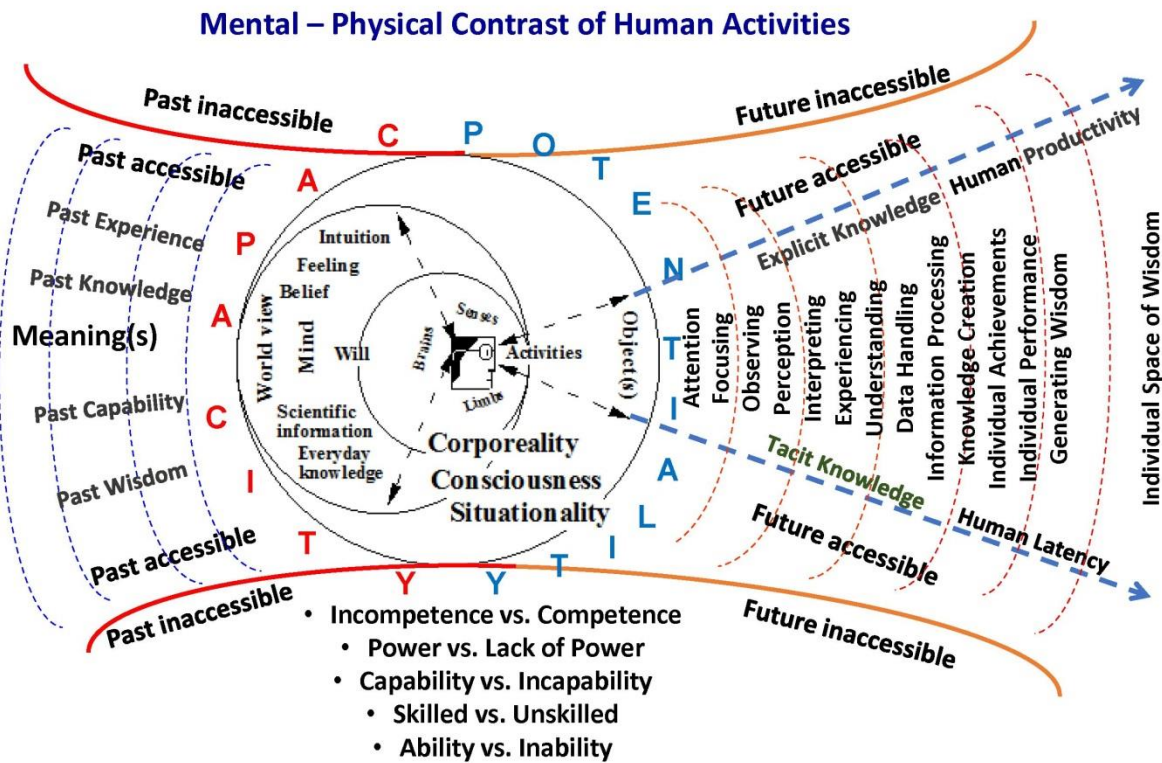 Mental – Physical Contrast of Human Activities
Past inaccessible
Future inaccessible
CAPACITY
POTENTIALITY
Past accessible
Past Experience
Past Knowledge
Meaning(s)
Past Capability
Past Wisdom
Past accessible
Past inaccessible
Intuition
Feeling
Belief
World view
Mind
Will
Scientific
information
Everyday
knowledge
Brains
Senses
Limbs
Activities
Object(s)
Corporeality
Consciousness
Situationality
Future accessible
Explicit Knowledge
Human Productivity
Attention
Focusing
Observing
Perception
Interpreting
Experiencing
Understanding
Data Handling
Information Processing
Knowledge Creation
Individual Achievements
Individual Performance
Generating Wisdom
Individual Space of Wisdom
Tacit Knowledge
Human Latency
Future accessible
Future inaccessible
• Incompetence vs. Competence
• Power vs. Lack of Power
• Capability vs. Incapability
• Skilled vs. Unskilled
• Ability vs. Inability